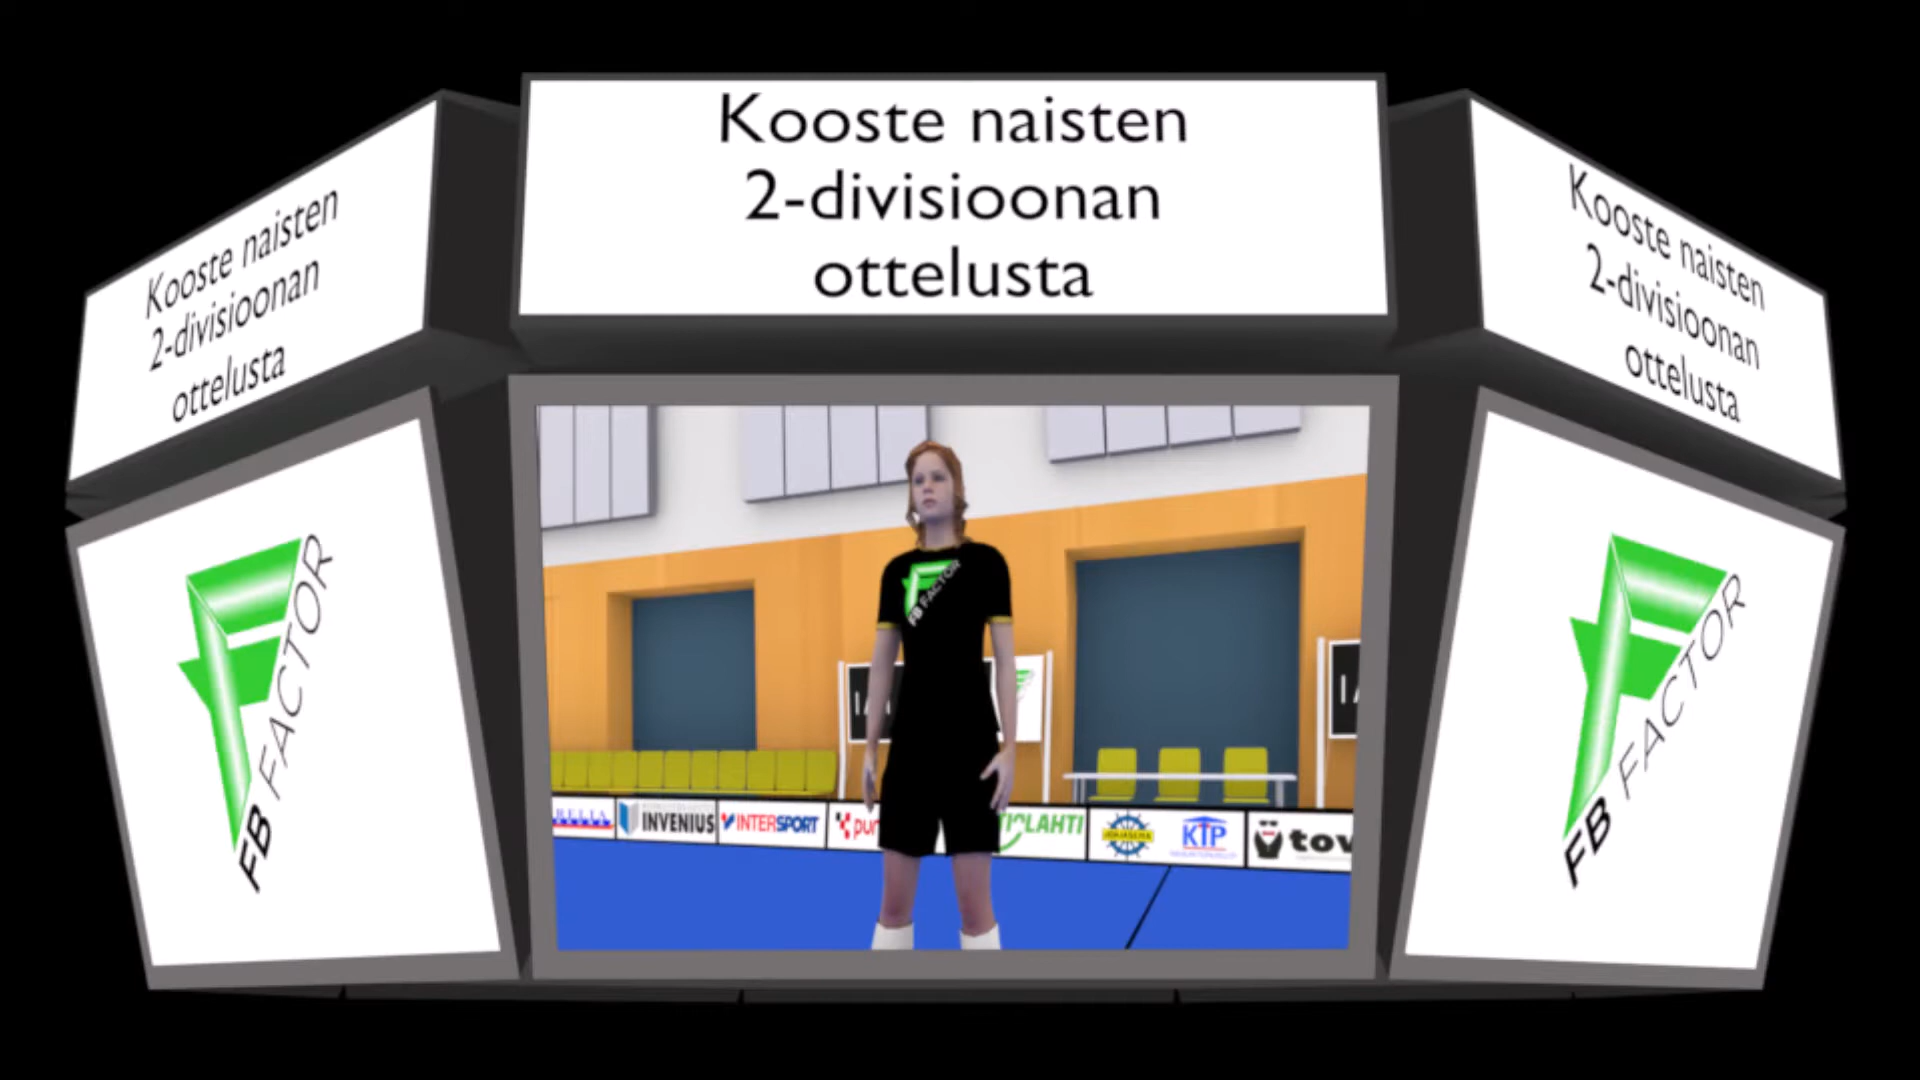 Kooste naisten
2-divisioonan
ottelusta
Kooste naisten
2-divisioonan
ottelusta
Kooste naisten
2-divisioonan
ottelusta
FB FACTOR
FB FACTOR
FB FACTOR
INVENIUS
INTERSPORT
KTP